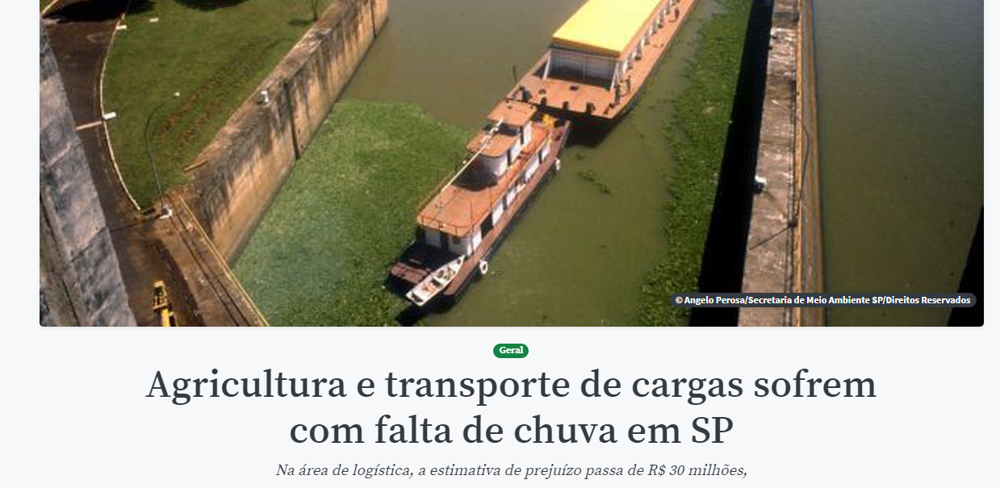 © Angelo Perosa/Secretaria de Meio Ambiente SP/Direitos Reservados
Geral
Agricultura e transporte de cargas sofrem
com falta de chuva em SP
Na área de logística, a estimativa de prejuízo passa de R$ 30 milhões,